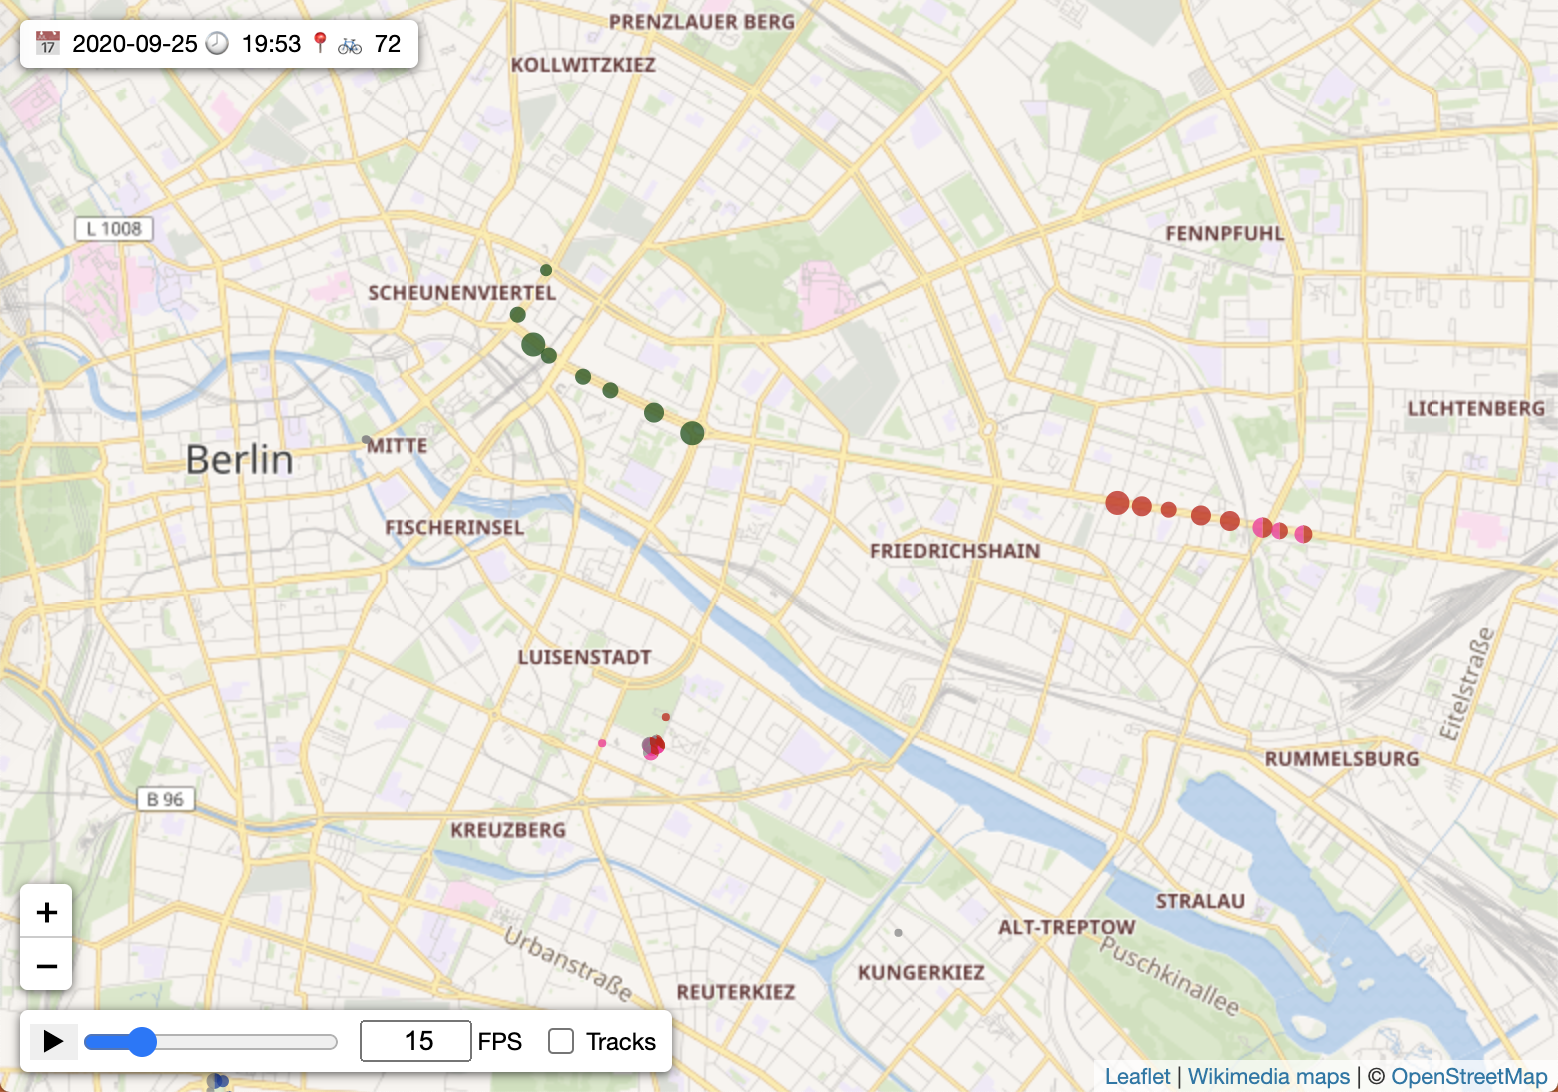 PRENZLAUER BERG
17 2020-09-25 19:53 72
KOLLWITZKIEZ
L 1008
FENNPFUHL
SCHEUNENVIERTEL
LICHTENBERG
MITTE
Berlin
FISCHERINSEL
FRIEDRICHSHAIN
LUISENSTADT
Eitelstraße
RUMMELSBURG
B 96
KREUZBERG
STRALAU
ALT-TREPTOW
Urbanstraße
Puschkinallee
KUNGERKIEZ
REUTERKIEZ
+
−
15 FPS Tracks
Leaflet | Wikimedia maps | © OpenStreetMap